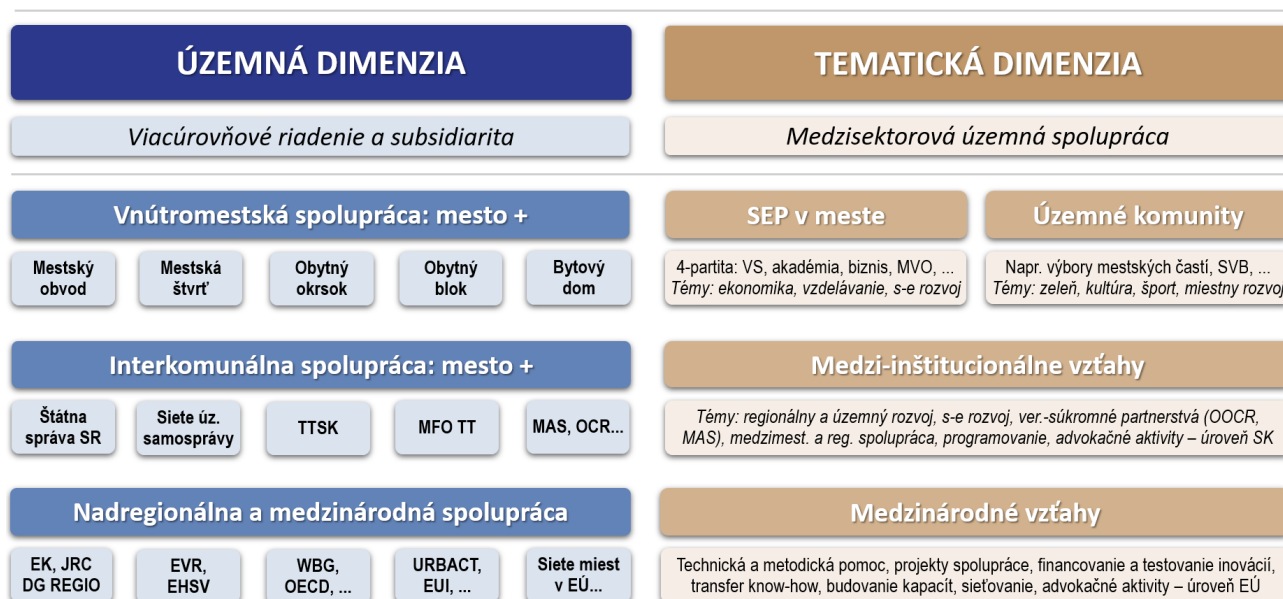 ÚZEMNÁ DIMENZIA
TEMATICKÁ DIMENZIA
Viacúrovňové riadenie a subsidiarita
Medzisektorová územná spolupráca
Vnútromestská spolupráca: mesto +
SEP v meste
Územné komunity
Mestský
obvod
Mestská
štvrť
Obytný
okrsok
Obytný
blok
Bytový
dom
4-partita: VS, akadémia, biznis, MVO, ...
Témy: ekonomika, vzdelávanie, s-e rozvoj
Napr. výbory mestských častí, SVB, ...
Témy: zeleň, kultúra, šport, miestny rozvoj
Interkomunálna spolupráca: mesto +
Medzi-inštitucionálne vzťahy
Štátna
správa SR
Siete úz.
samosprávy
TTSK
MFO TT
MAS, OCR...
Témy: regionálny a územný rozvoj, s-e rozvoj, ver.-súkromné partnerstvá (OOCR,
MAS), medzimest. a reg. spolupráca, programovanie, advokačné aktivity – úroveň SK
Nadregionálna a medzinárodná spolupráca
Medzinárodné vzťahy
EK, JRC
DG REGIO
EVR,
EHSV
WBG,
OECD, ...
URBACT,
EUI, ...
Siete miest
v EÚ...
Technická a metodická pomoc, projekty spolupráce, financovanie a testovanie inovácií,
transfer know-how, budovanie kapacít, sieťovanie, advokačné aktivity – úroveň EÚ